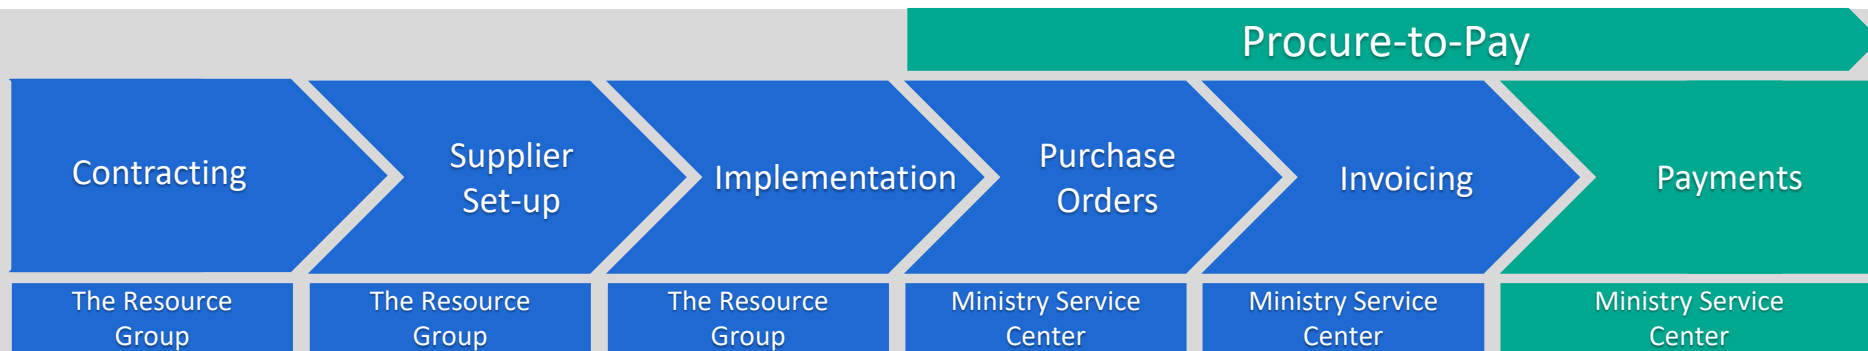 Procure-to-Pay
Contracting
Supplier
Set-up
Implementation
Purchase
Orders
Invoicing
Payments
The Resource
Group
The Resource
Group
The Resource
Group
Ministry Service
Center
Ministry Service
Center
Ministry Service
Center